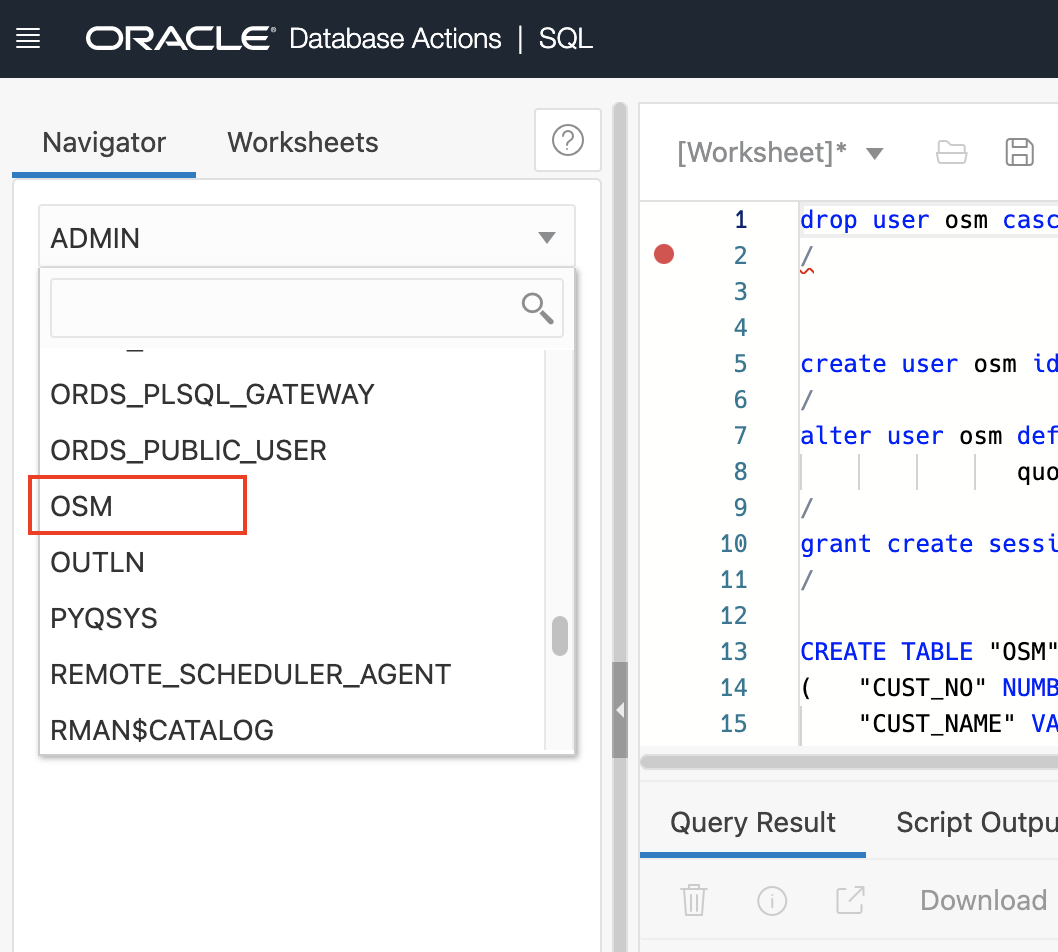 ORACLE® Database Actions | SQL
Navigator
Worksheets
ADMIN
ORDS_PLSQL_GATEWAY
ORDS_PUBLIC_USER
OSM
OUTLN
PYQSYS
REMOTE_SCHEDULER_AGENT
RMAN$CATALOG
[Worksheet]*
1 drop user osm casc
2 /
3
4
5 create user osm id
6 /
7 alter user osm def
8 quo
9 /
10 grant create sessi
11 /
12
13 CREATE TABLE "OSM"
14 ( "CUST_NO" NUMB
15 "CUST_NAME" VA
Query Result
Script Outpu
Download